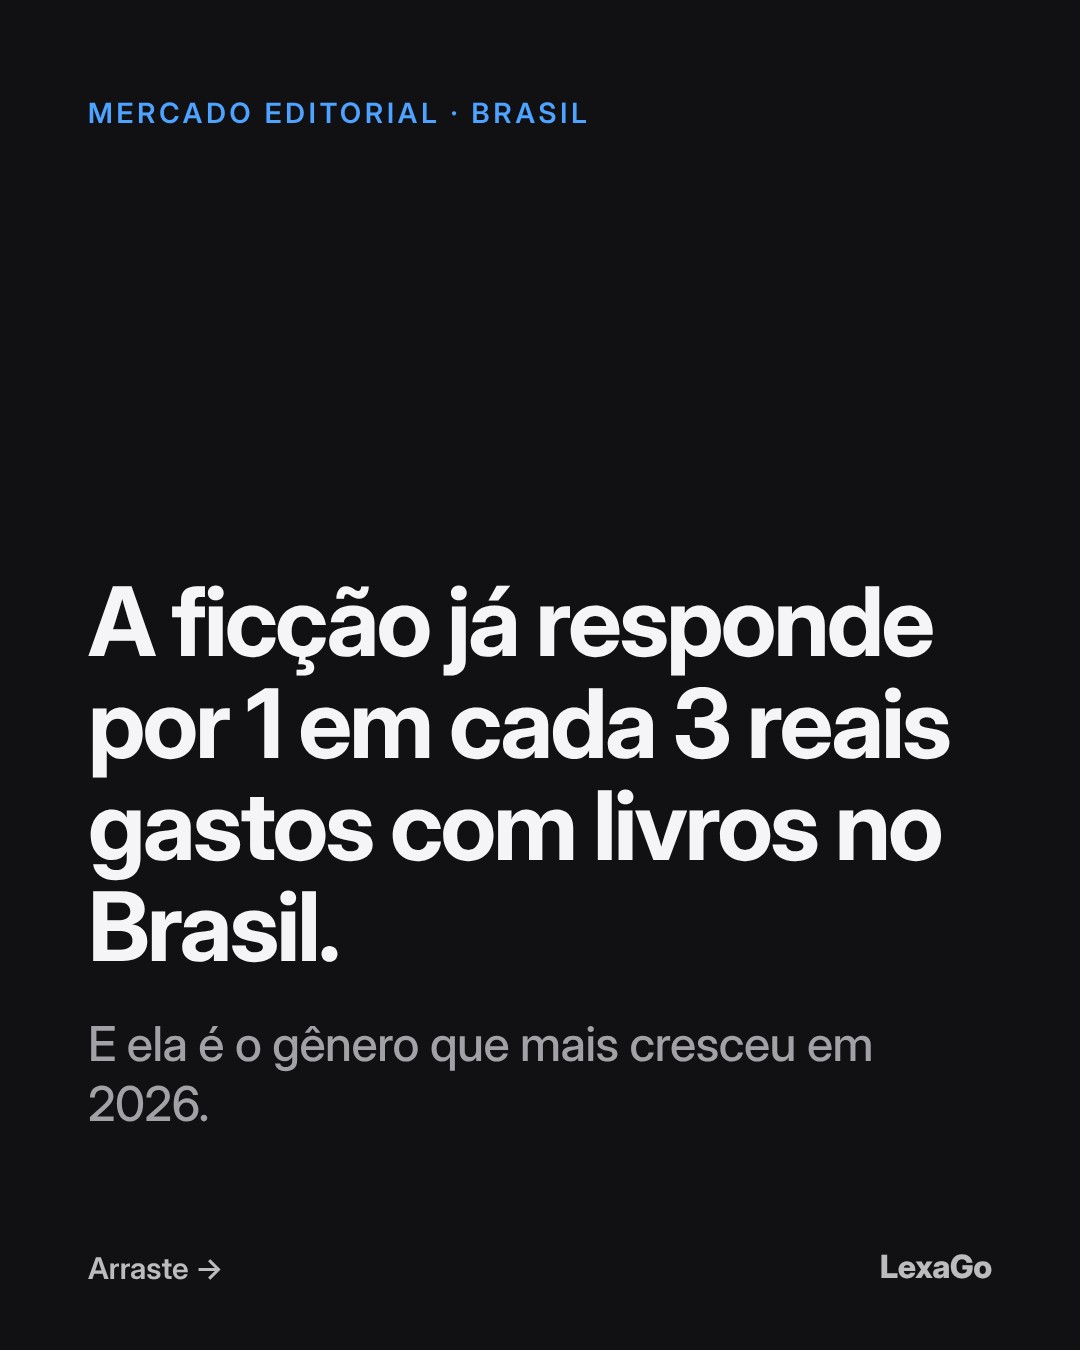 MERCADO EDITORIAL · BRASIL
A ficção já responde
por 1 em cada 3 reais
gastos com livros no
Brasil.
E ela é o gênero que mais cresceu em
2026.
Arraste →
LexaGo